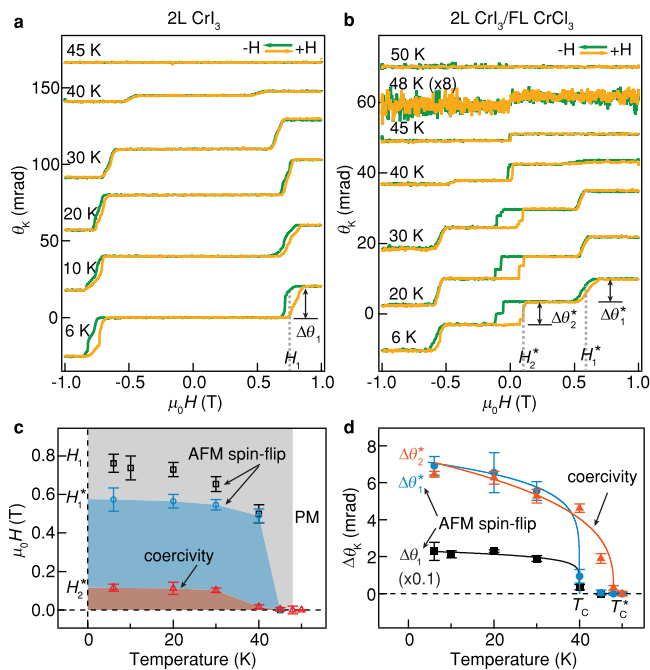 a
2L CrI3
-H +H
45 K
40 K
30 K
20 K
10 K
6 K
150
100
50
0
θK (mrad)
Δθ1
H1
-1.0 -0.5 0.0 0.5 1.0
μ0H (T)
b
2L CrI3/FL CrCl3
-H +H
50 K
48 K (x8)
45 K
40 K
30 K
20 K
6 K
60
40
20
0
θK (mrad)
Δθ2*
Δθ1*
H2*
H1*
-1.0 -0.5 0.0 0.5 1.0
μ0H (T)
c
0.8
0.6
0.4
0.2
0.0
μ0H (T)
H1
H1*
H2*
AFM spin-flip
coercivity
PM
0 10 20 30 40 50
Temperature (K)
d
8
6
4
2
0
ΔθK (mrad)
Δθ2*
Δθ1*
coercivity
AFM spin-flip
Δθ1
(x0.1)
TC
TC*
0 10 20 30 40 50
Temperature (K)